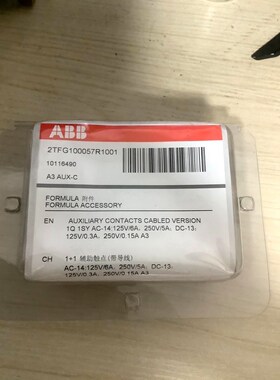 ABB
2TFG100057R1001
10116490
A3 AUX-C
FORMULA 附件
FORMULA ACCESSORY
EN AUXILIARY CONTACTS CABLED VERSION
1Q 1SY AC-14:125V/6A, 250V/5A, DC-13:
125V/0.3A, 250V/0.15A A3
CH 1+1 辅助触点(带导线)
AC-14:125V/6A, 250V/5A, DC-13:
125V/0.3A, 250V/0.15A A3